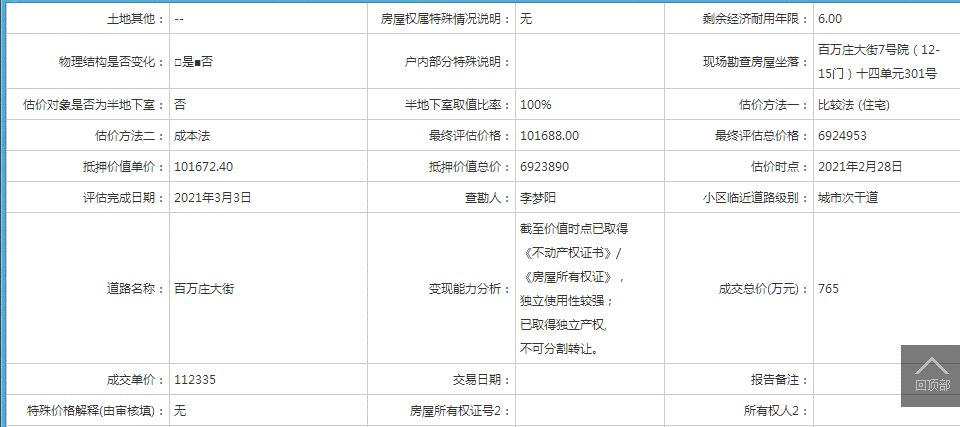 土地其他： -- 房屋权属特殊情况说明： 无 剩余经济耐用年限： 6.00
物理结构是否变化： □是■否 户内部分特殊说明： 现场勘查房屋坐落： 百万庄大街7号院（12-
15门）十四单元301号
估价对象是否为半地下室： 否 半地下室取值比率： 100% 估价方法一： 比较法 (住宅)
估价方法二： 成本法 最终评估价格： 101688.00 最终评估总价格： 6924953
抵押价值单价： 101672.40 抵押价值总价： 6923890 估价时点： 2021年2月28日
评估完成日期： 2021年3月3日 查勘人： 李梦阳 小区临近道路级别： 城市次干道
道路名称： 百万庄大街 变现能力分析： 截至价值时点已取得
《不动产权证书》/
《房屋所有权证》，
独立使用性较强；
已取得独立产权,
不可分割转让。
成交总价(万元)： 765
成交单价： 112335 交易日期： 报告备注：
特殊价格解释(由审核填)： 无 房屋所有权证号2： 所有权人2：
回顶部